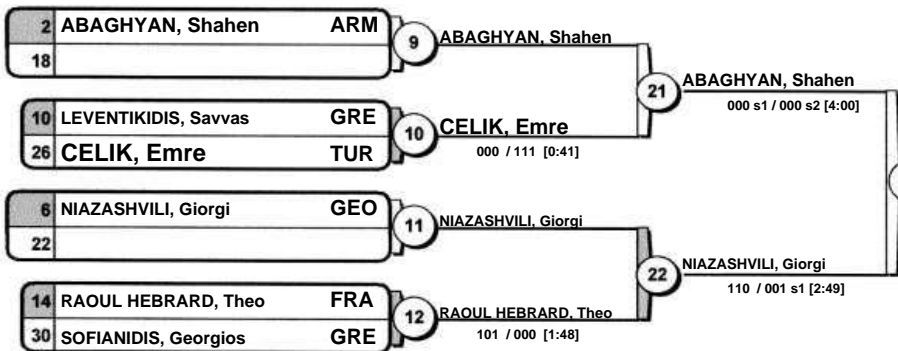 2 ABAGHYAN, Shahen ARM
18
9
ABAGHYAN, Shahen
10 LEVENTIKIDIS, Savvas GRE
26 CELIK, Emre TUR
10
CELIK, Emre
000 / 111 [0:41]
21
ABAGHYAN, Shahen
000 s1 / 000 s2 [4:00]
6 NIAZASHVILI, Giorgi GEO
22
11
NIAZASHVILI, Giorgi
14 RAOUL HEBRARD, Theo FRA
30 SOFIANIDIS, Georgios GRE
12
RAOUL HEBRARD, Theo
101 / 000 [1:48]
22
NIAZASHVILI, Giorgi
110 / 001 s1 [2:49]